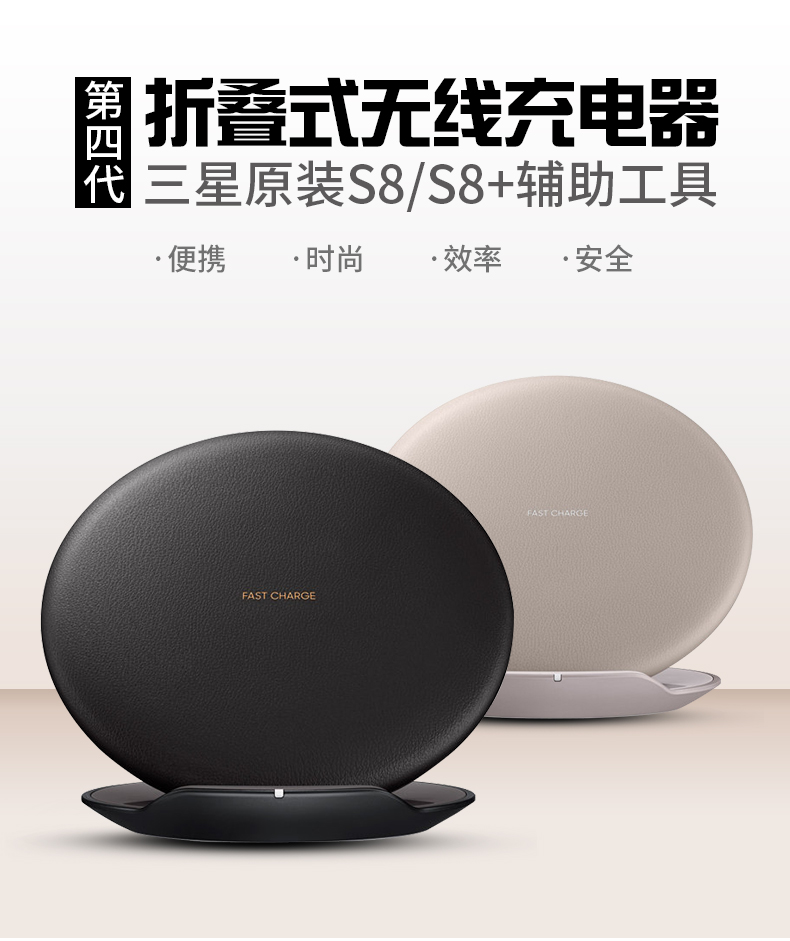 第四代
折叠式无线充电器
三星原装S8/S8+辅助工具
·便携 ·时尚 ·效率 ·安全
FAST CHARGE
FAST CHARGE